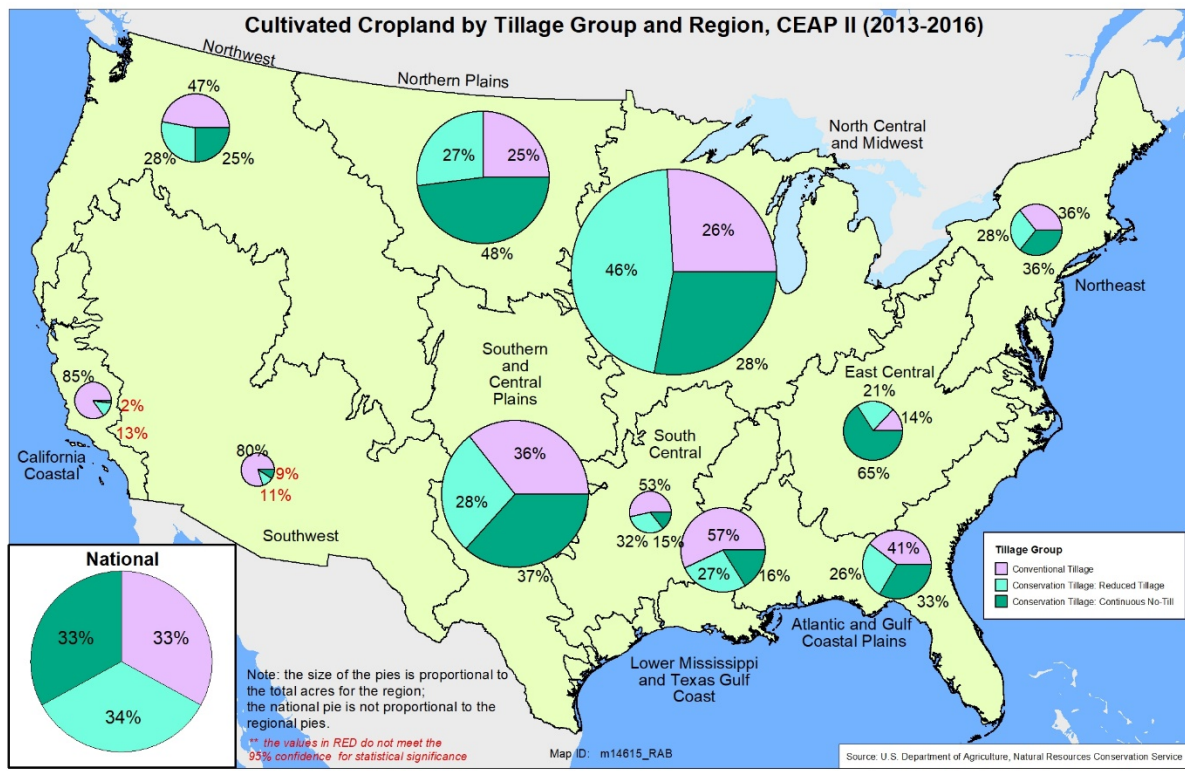 Cultivated Cropland by Tillage Group and Region, CEAP II (2013-2016)
Northwest
47%
28%
25%
Northern Plains
27%
25%
48%
North Central
and Midwest
26%
46%
28%
36%
28%
36%
Northeast
85%
2%
13%
California
Coastal
80%
9%
11%
Southwest
Southern
and
Central
Plains
36%
28%
37%
South
Central
53%
32%
15%
East Central
21%
14%
65%
57%
27%
16%
Lower Mississippi
and Texas Gulf
Coast
41%
26%
33%
Atlantic and Gulf
Coastal Plains
Tillage Group
Conventional Tillage
Conservation Tillage: Reduced Tillage
Conservation Tillage: Continuous No-Till
National
33%
33%
34%
Note: the size of the pies is proportional to
the total acres for the region;
the national pie is not proportional to the
regional pies.
** the values in RED do not meet the
95% confidence for statistical significance
Map ID: m14615_RAB
Source: U.S. Department of Agriculture, Natural Resources Conservation Service